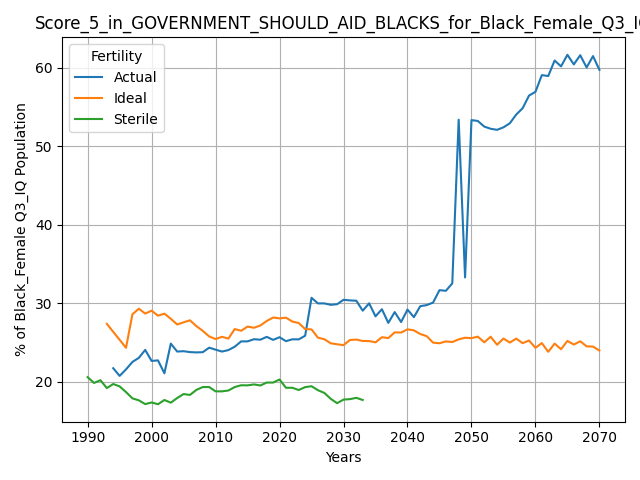 Score_5_in_GOVERNMENT_SHOULD_AID_BLACKS_for_Black_Female_Q3_IQ
Fertility
Actual
Ideal
Sterile
% of Black_Female Q3_IQ Population
60
50
40
30
20
1990 2000 2010 2020 2030 2040 2050 2060 2070
Years